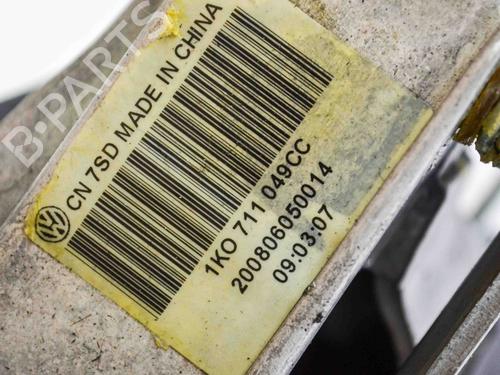 B-PARTS
CN 7SD MADE IN CHINA
1KO 711 049CC
200806050014
09:03:07